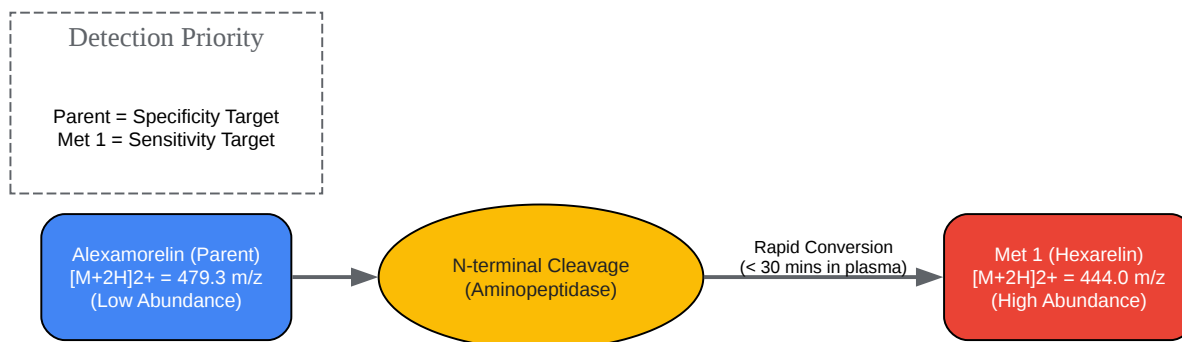 Detection Priority
Parent = Specificity Target
Met 1 = Sensitivity Target
Alexamorelin (Parent)
[M+2H]2+ = 479.3 m/z
(Low Abundance)
N-terminal Cleavage
(Aminopeptidase)
Rapid Conversion
(< 30 mins in plasma)
Met 1 (Hexarelin)
[M+2H]2+ = 444.0 m/z
(High Abundance)